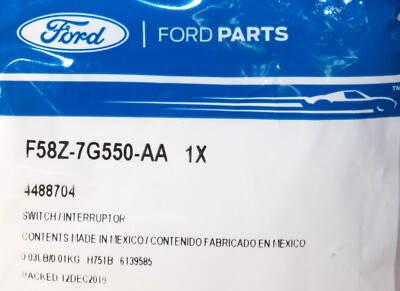 Ford FORD PARTS
TM
F58Z-7G550-AA 1X
4488704
SWITCH/INTERRUPTOR
CONTENTS MADE IN MEXICO / CONTENIDO FABRICADO EN MEXICO
0.03LB/0.01KG H751B 6139585
PACKED 12DEC2019